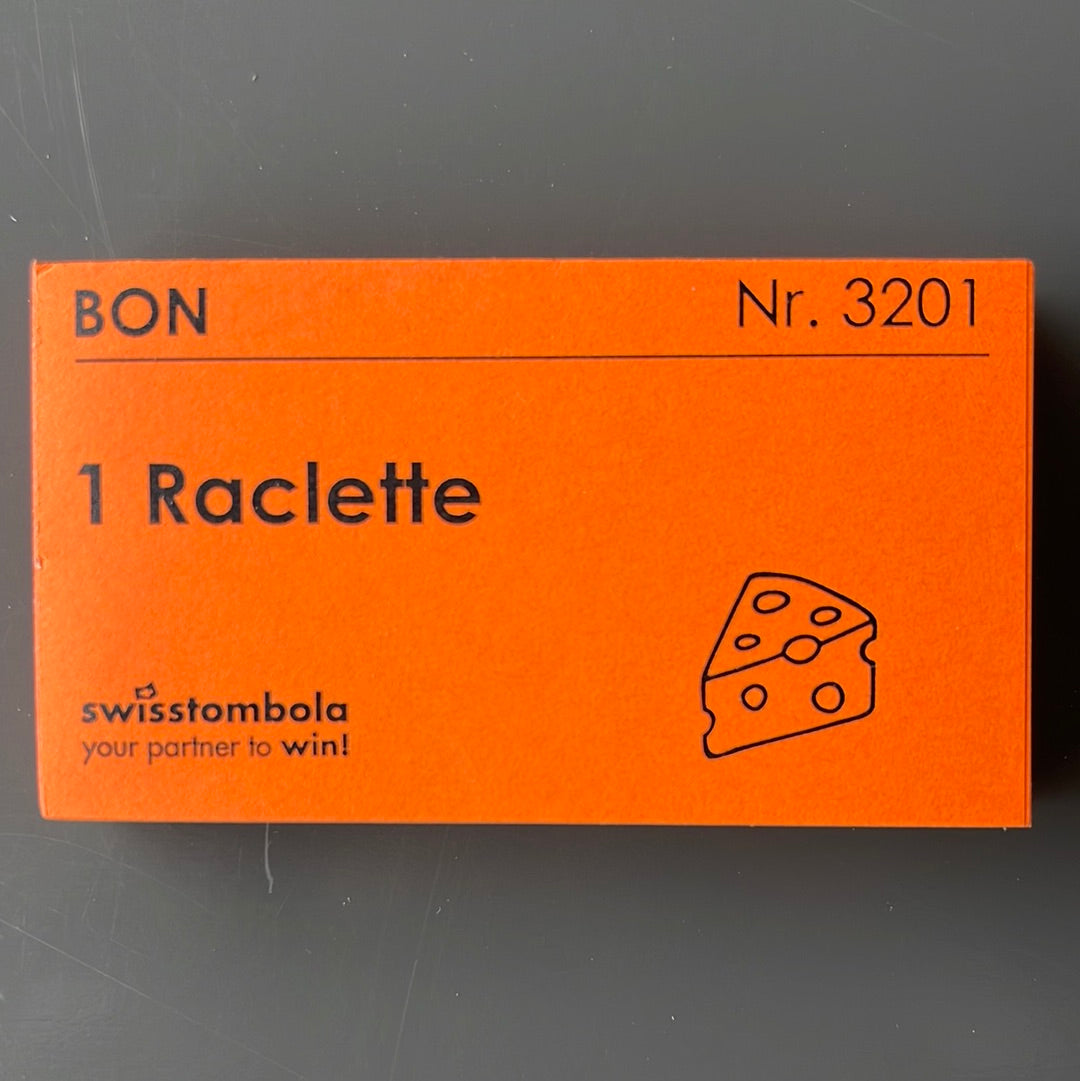 BON
Nr. 3201
1 Raclette
swisstombola
your partner to win!